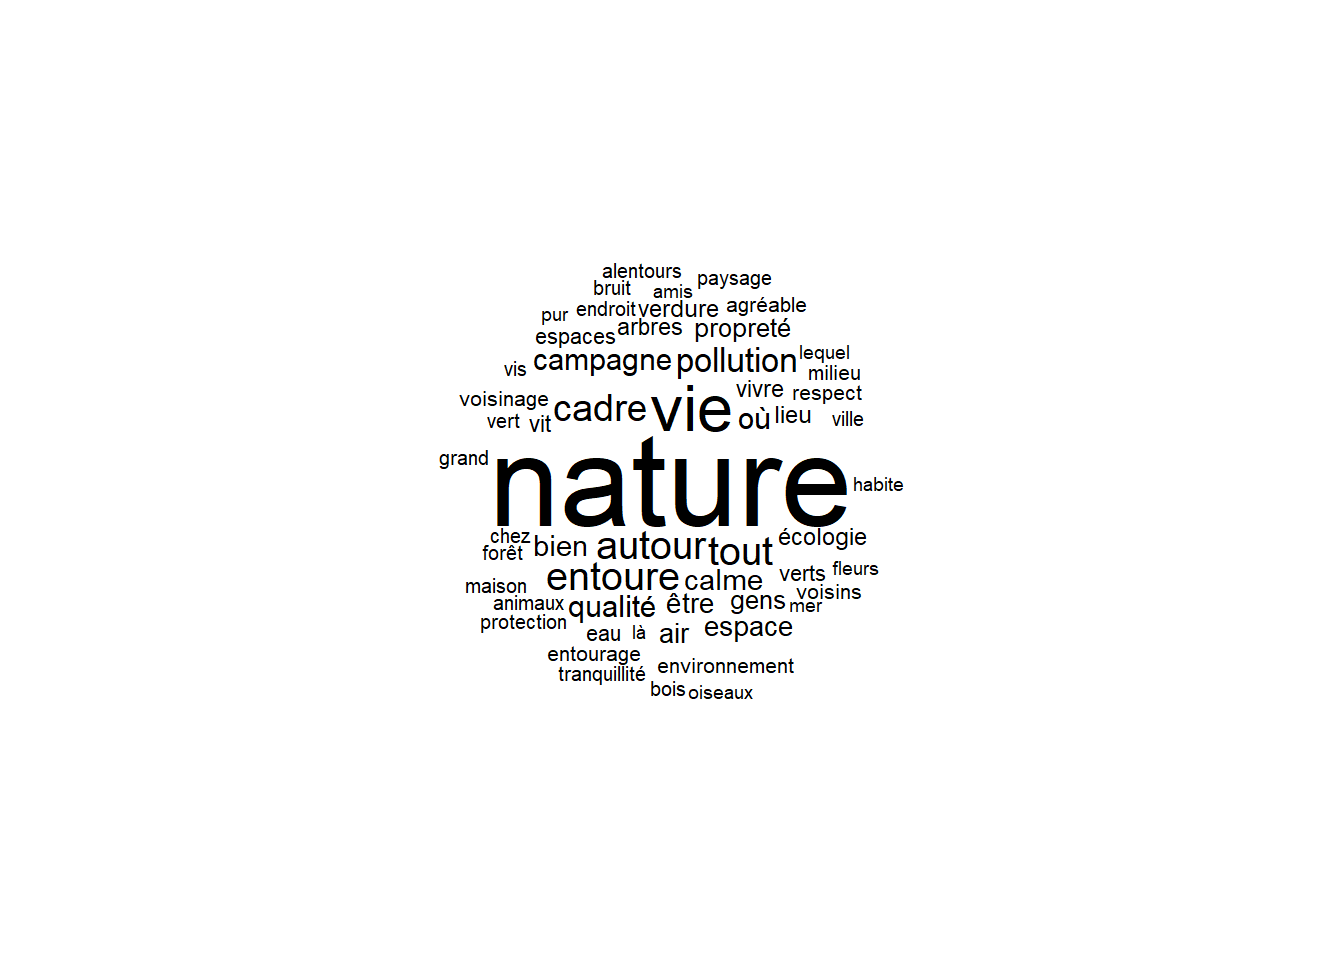 alentours paysage
bruit amis
pur endroit verdure agréable
espaces arbres propreté
vis campagne pollution lequel
milieu
voisinage cadre vie vivre respect
vert vit où lieu ville
grand nature habite
chez bien autour tout écologie
forêt
maison entoure calme verts fleurs
animaux qualité être gens mer voisins
protection eau là air espace
entourage environnement
tranquillité
bois oiseaux